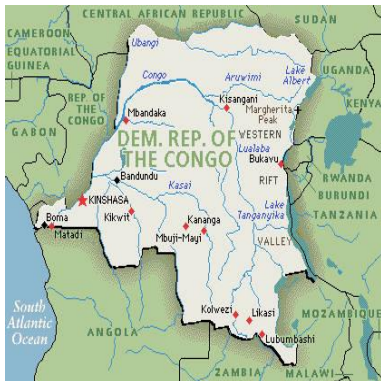 CENTRAL AFRICAN REPUBLIC
SUDAN
CAMEROON
EQUATORIAL
GUINEA
Ubangi
Congo
Aruwimi
Lake
Albert
UGANDA
REP. OF
THE CONGO
Kisangani
Margherita
Peak
KENYA
GABON
Mbandaka
WESTERN
DEM. REP. OF
THE CONGO
Lualaba
Bukavu
Bandundu
Kasai
RIFT
RWANDA
BURUNDI
KINSHASA
Kikwit
Lake
Tanganyika
TANZANIA
Boma
Matadi
Kananga
Mbuji-Mayi
VALLEY
South
Atlantic
Ocean
Kolwezi
Likasi
MOZAMBIQUE
ANGOLA
Lubumbashi
ZAMBIA
MALAWI